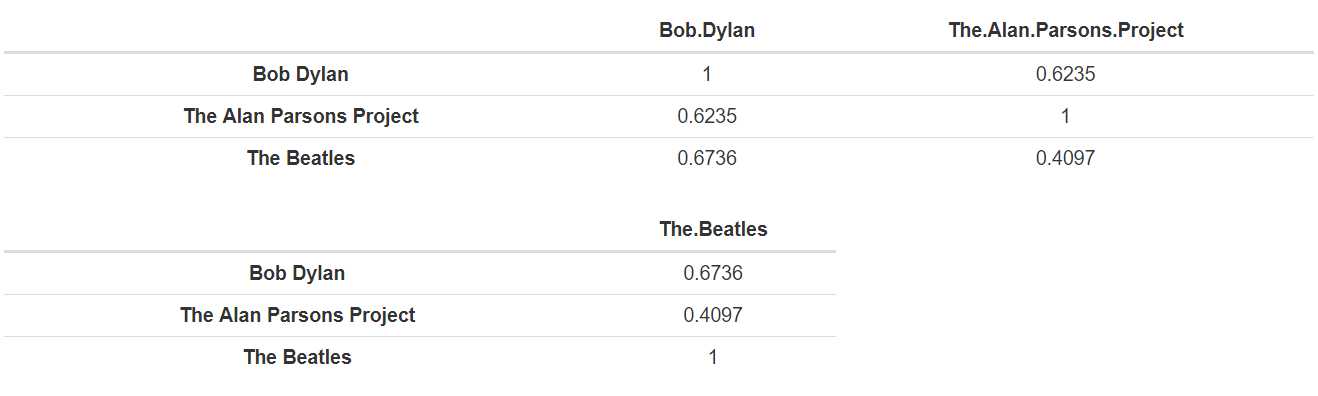 Bob.Dylan The.Alan.Parsons.Project
Bob Dylan 1 0.6235
The Alan Parsons Project 0.6235 1
The Beatles 0.6736 0.4097
The.Beatles
Bob Dylan 0.6736
The Alan Parsons Project 0.4097
The Beatles 1